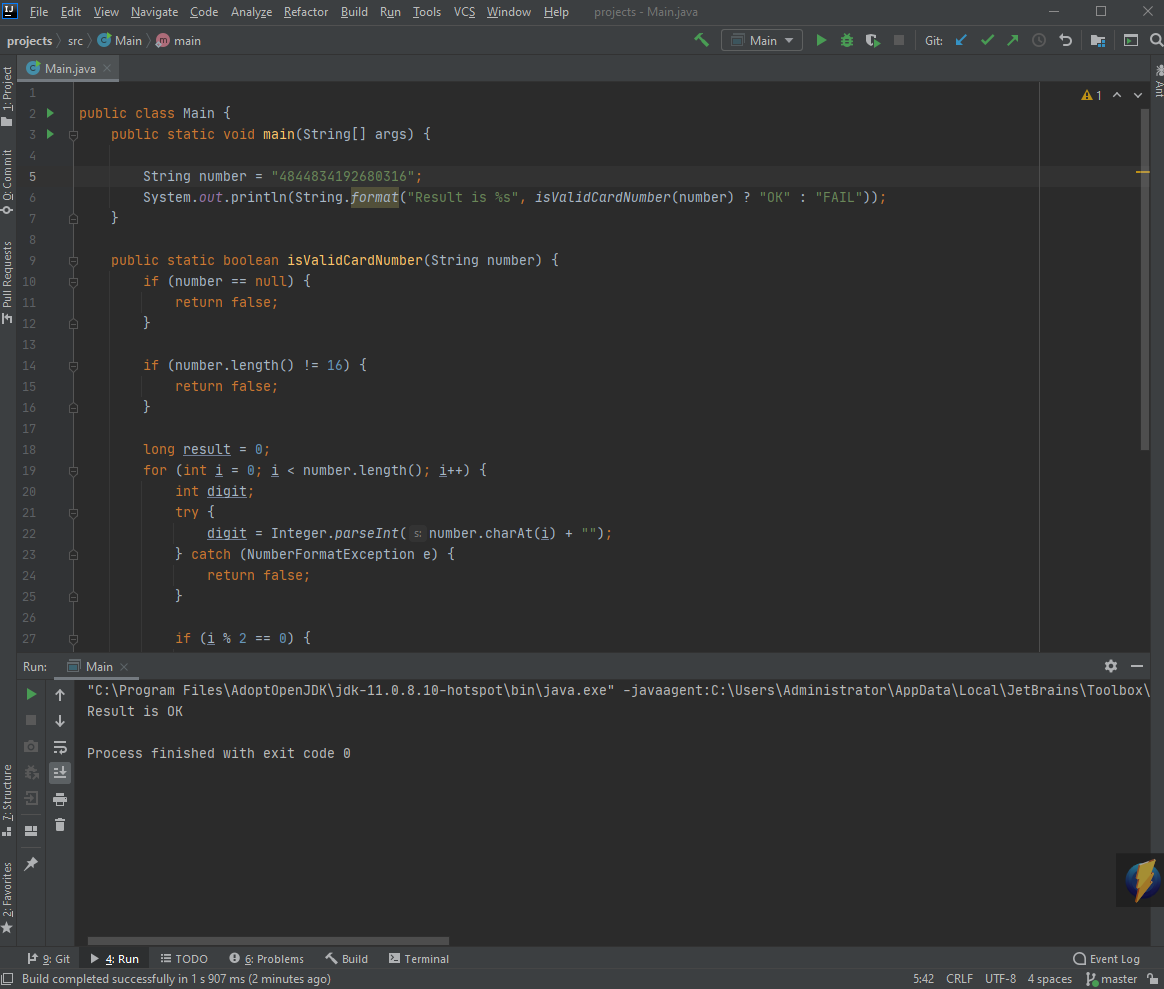 File Edit View Navigate Code Analyze Refactor Build Run Tools VCS Window Help projects - Main.java
projects src Main main Main Git:
Main.java
1: Project
0: Commit
Pull Requests
7: Structure
2: Favorites
Ant
1
1
2 public class Main {
3 public static void main(String[] args) {
4
5 String number = "4844834192680316";
6 System.out.println(String.format("Result is %s", isValidCardNumber(number) ? "OK" : "FAIL"));
7 }
8
9 public static boolean isValidCardNumber(String number) {
10 if (number == null) {
11 return false;
12 }
13
14 if (number.length() != 16) {
15 return false;
16 }
17
18 long result = 0;
19 for (int i = 0; i < number.length(); i++) {
20 int digit;
21 try {
22 digit = Integer.parseInt( s: number.charAt(i) + "");
23 } catch (NumberFormatException e) {
24 return false;
25 }
26
27 if (i % 2 == 0) {
Run: Main
"C:\Program Files\AdoptOpenJDK\jdk-11.0.8.10-hotspot\bin\java.exe" -javaagent:C:\Users\Administrator\AppData\Local\JetBrains\Toolbox\
Result is OK
Process finished with exit code 0
9: Git 4: Run TODO 6: Problems Build Terminal Event Log
Build completed successfully in 1 s 907 ms (2 minutes ago) 5:42 CRLF UTF-8 4 spaces master